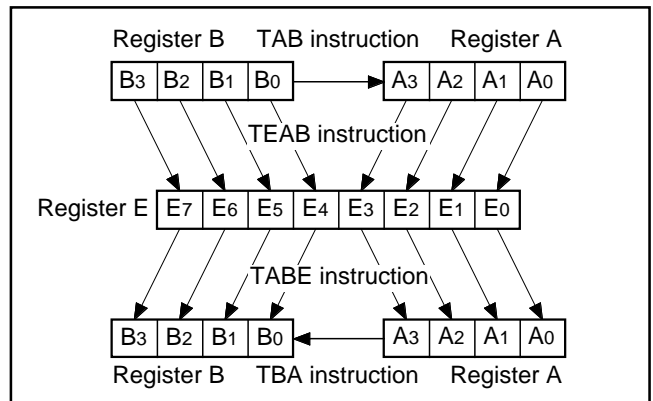 Register B TAB instruction Register A
B3 B2 B1 B0 A3 A2 A1 A0
TEAB instruction
Register E E7 E6 E5 E4 E3 E2 E1 E0
TABE instruction
B3 B2 B1 B0 A3 A2 A1 A0
Register B TBA instruction Register A